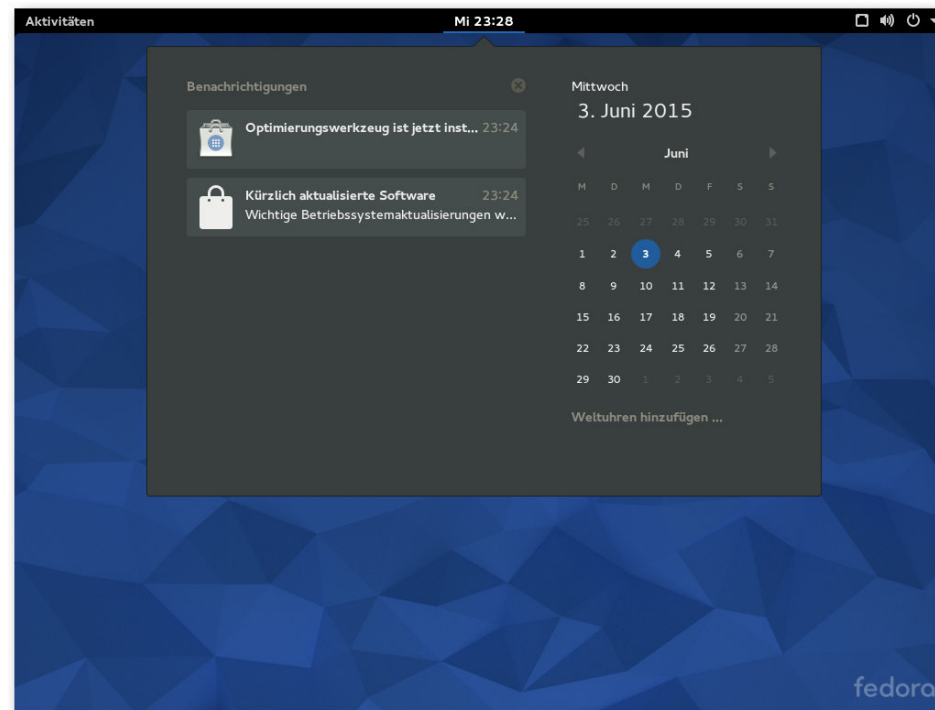 Aktivitäten Mi 23:28
Benachrichtigungen
Optimierungswerkzeug ist jetzt inst... 23:24
Kürzlich aktualisierte Software 23:24
Wichtige Betriebssystemaktualisierungen w...
Mittwoch
3. Juni 2015
Juni
M D M D F S S
25 26 27 28 29 30 31
1 2 3 4 5 6 7
8 9 10 11 12 13 14
15 16 17 18 19 20 21
22 23 24 25 26 27 28
29 30 1 2 3 4 5
Weltuhren hinzufügen ...
fedora